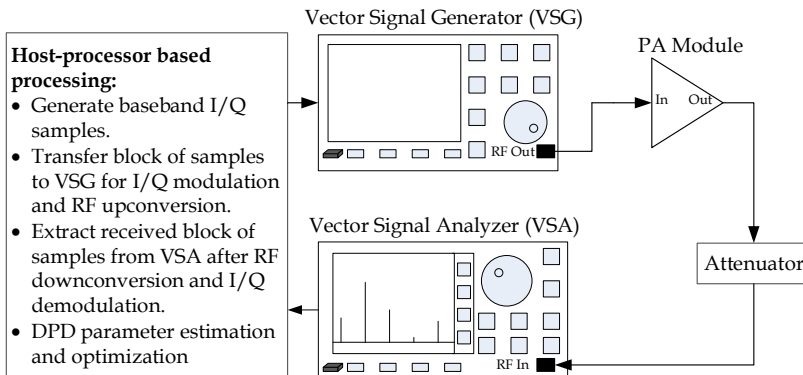 Vector Signal Generator (VSG)
PA Module
Host-processor based
processing:
• Generate baseband I/Q
samples.
• Transfer block of samples
to VSG for I/Q modulation
and RF upconversion.
• Extract received block of
samples from VSA after RF
downconversion and I/Q
demodulation.
• DPD parameter estimation
and optimization
RF Out
In
Out
Vector Signal Analyzer (VSA)
RF In
Attenuator